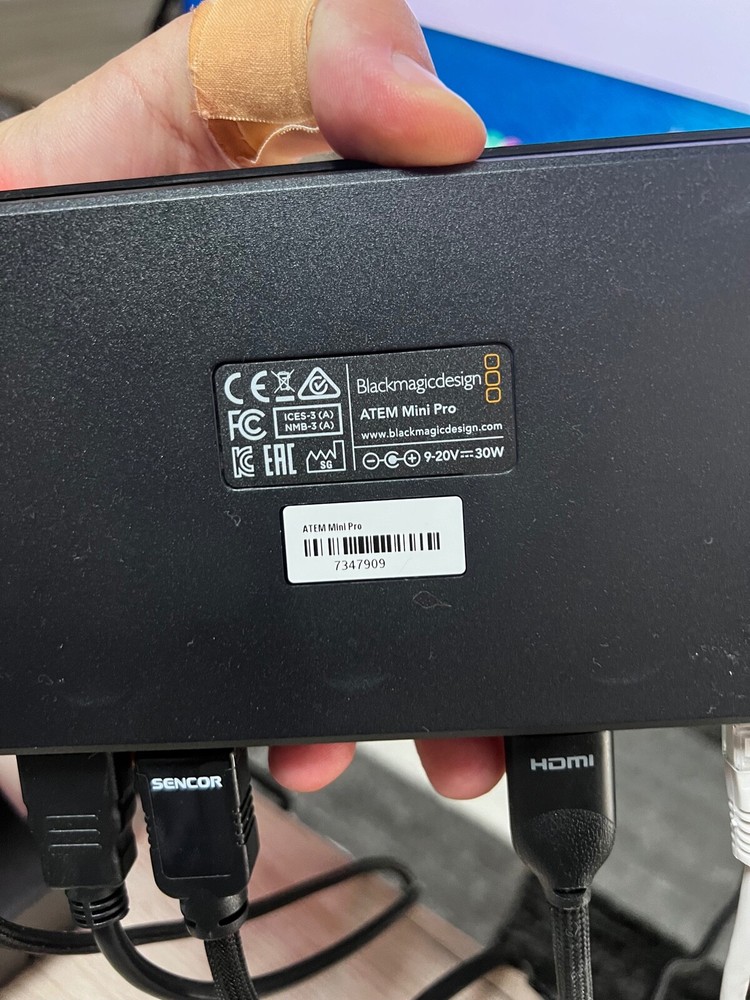 CE
FC
ICES-3 (A)
NMB-3 (A)
EAC
SG
Blackmagicdesign
ATEM Mini Pro
www.blackmagicdesign.com
9-20V⎓30W
ATEM Mini Pro
7347909
SENCOR
HDMI